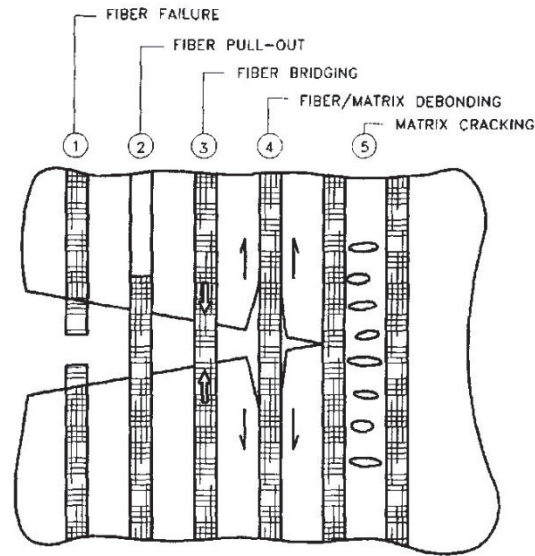 FIBER FAILURE
FIBER PULL-OUT
FIBER BRIDGING
FIBER/MATRIX DEBONDING
MATRIX CRACKING
1 2 3 4 5